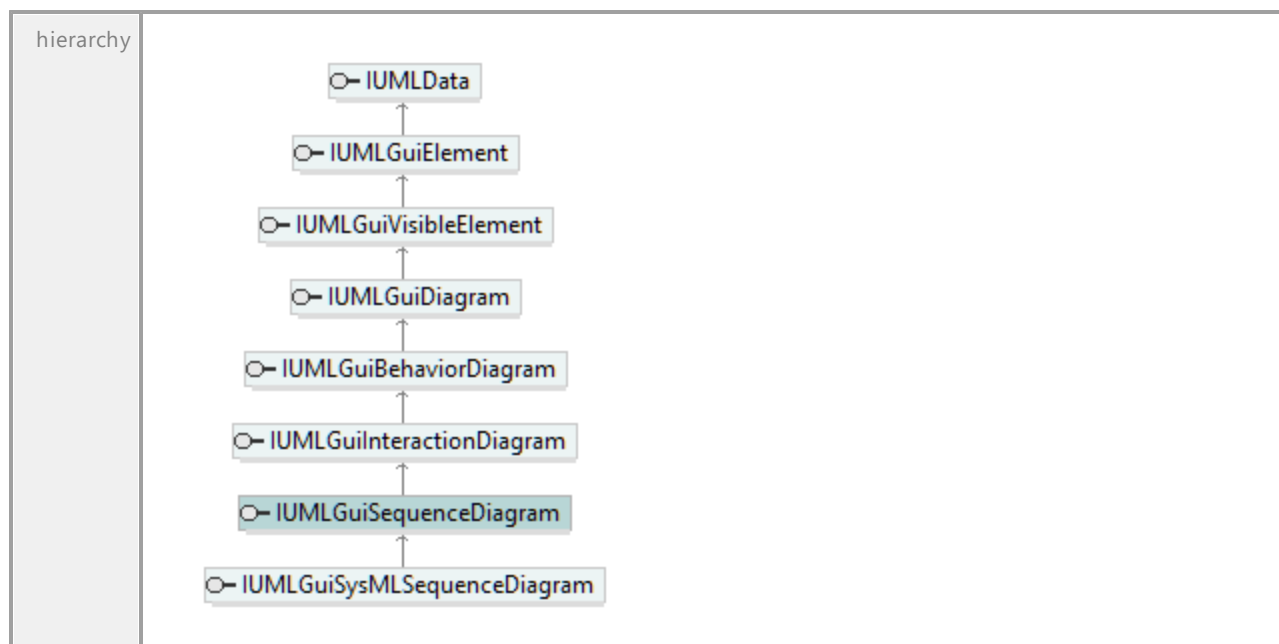 hierarchy
IUMLData
IUMLGuiElement
IUMLGuiVisibleElement
IUMLGuiDiagram
IUMLGuiBehaviorDiagram
IUMLGuiInteractionDiagram
IUMLGuiSequenceDiagram
IUMLGuiSysMLSequenceDiagram